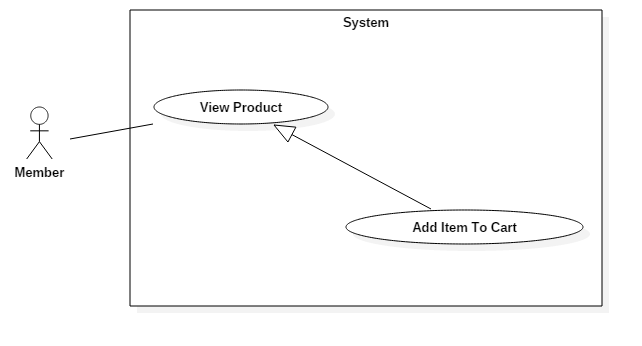 System
View Product
Member
Add Item To Cart